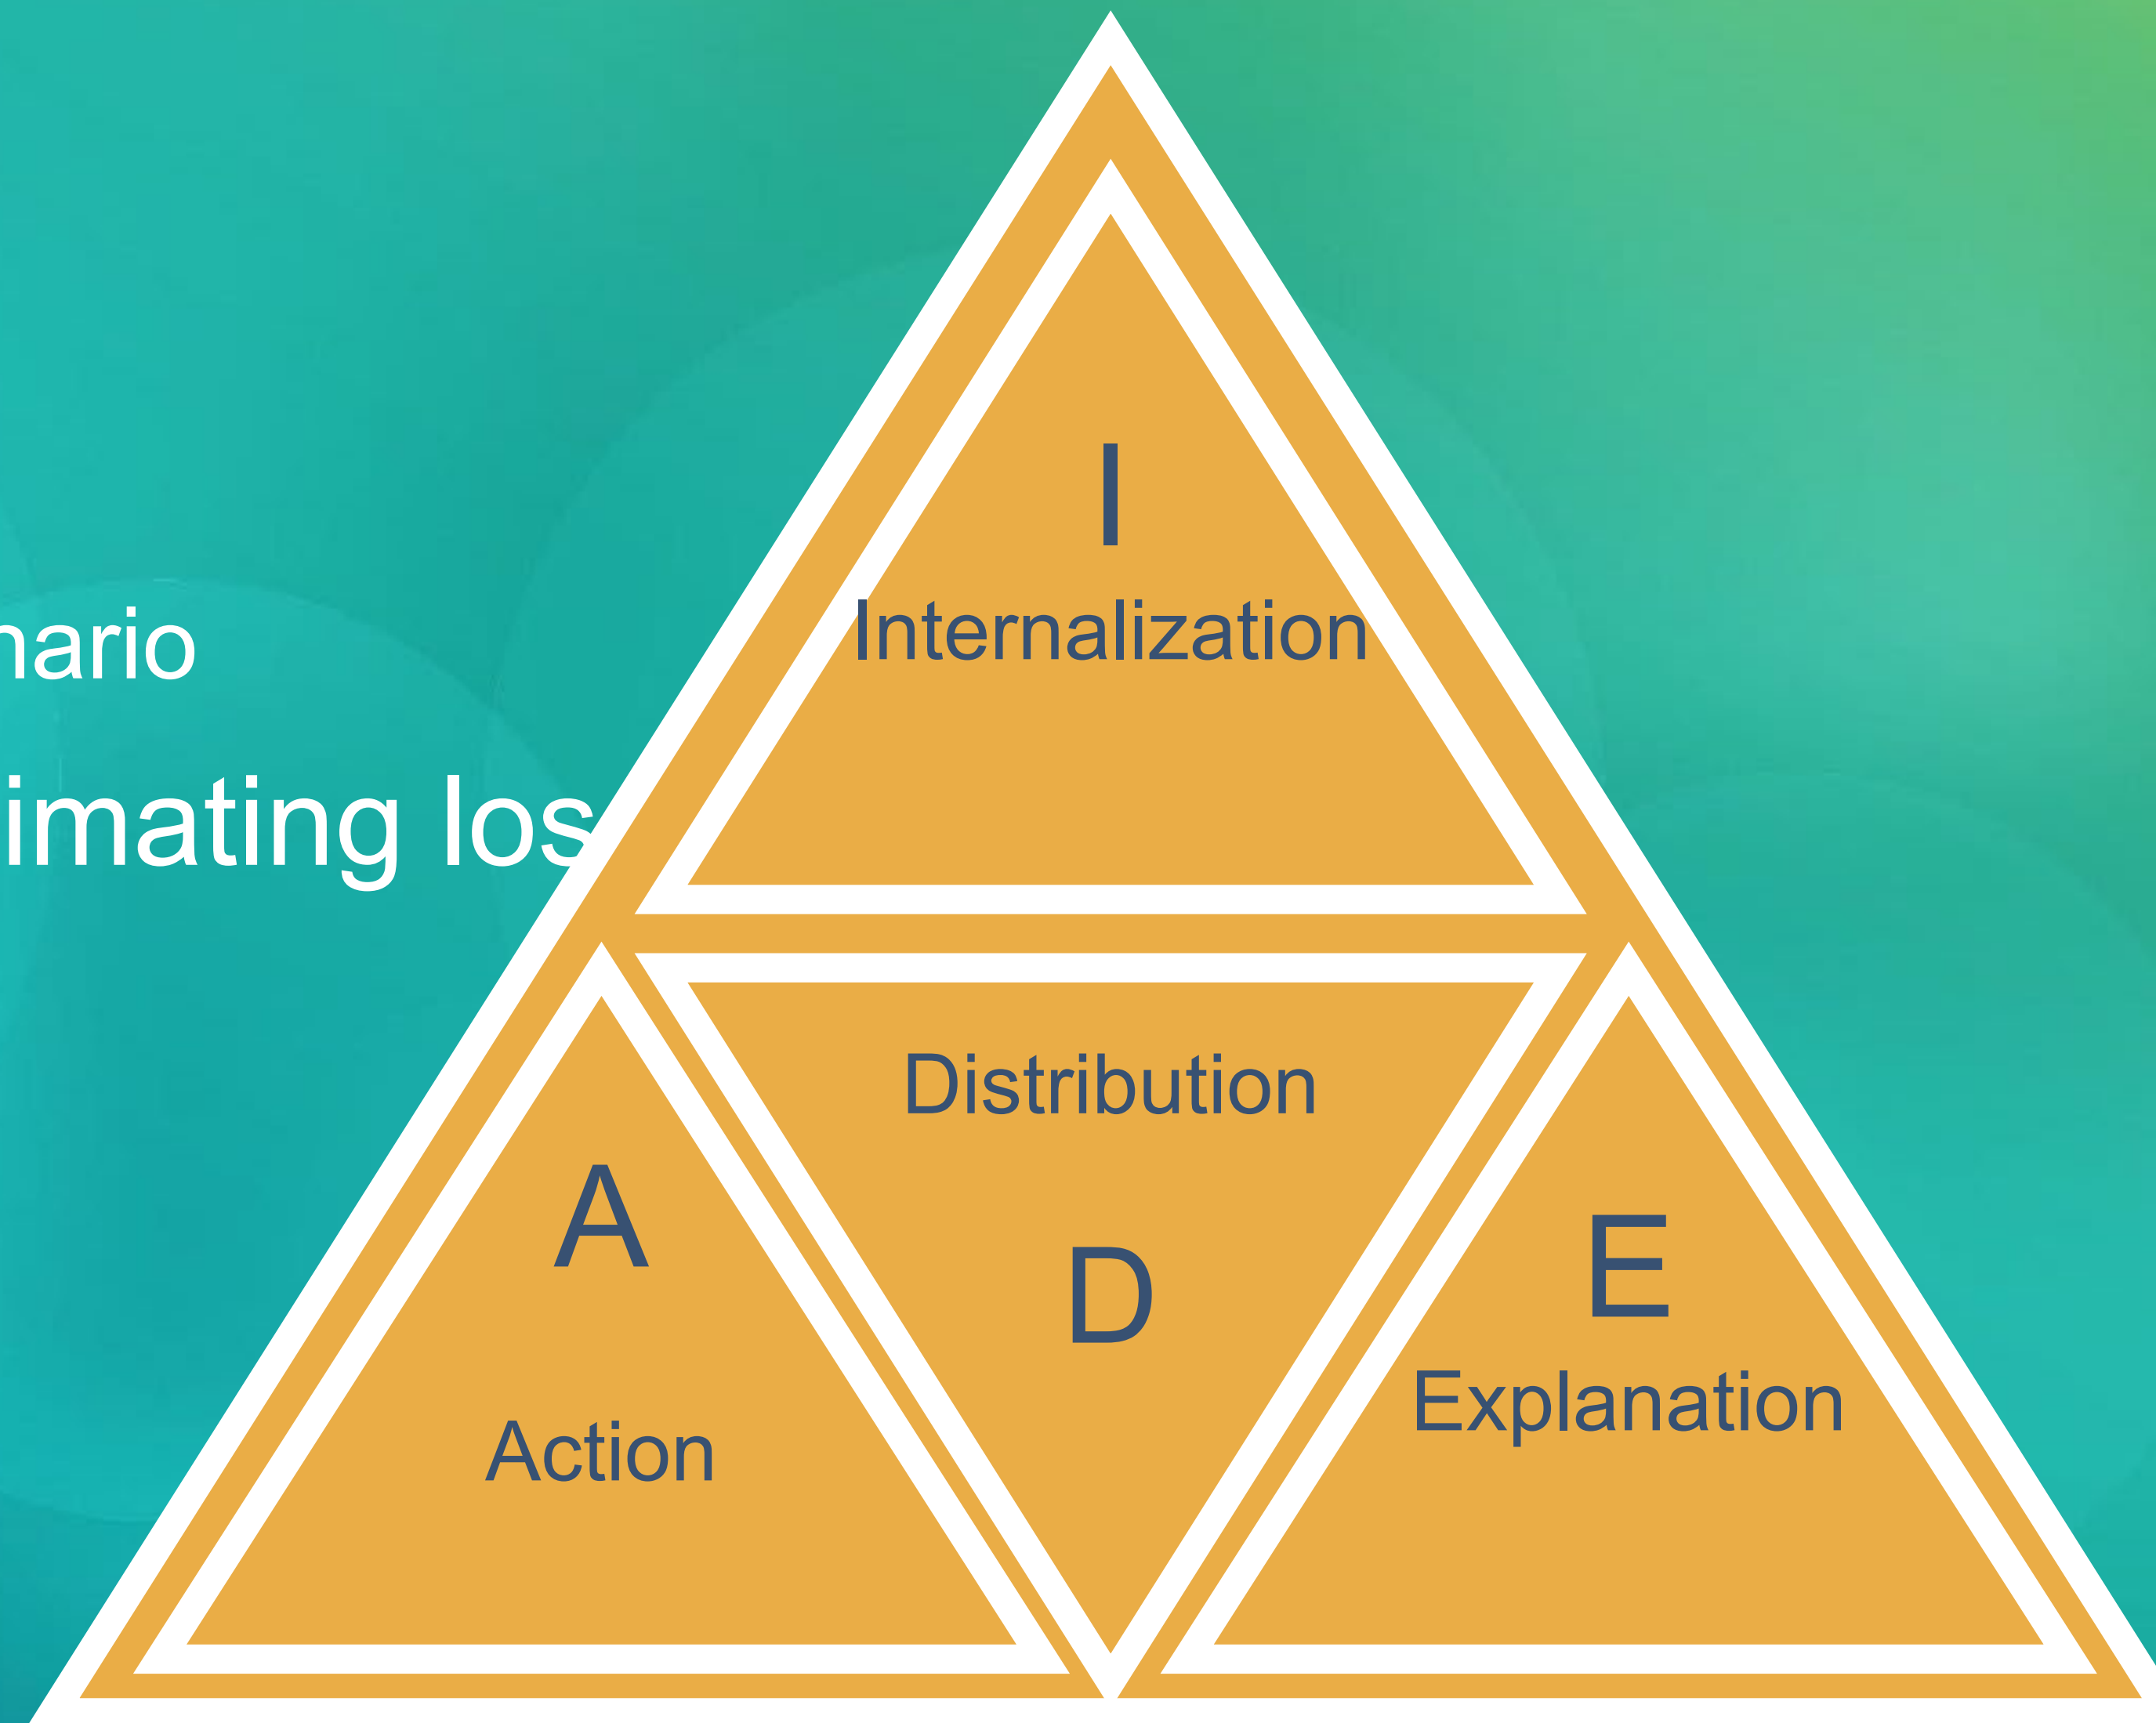 nario
imating los
I
Internalization
Distribution
D
A
Action
E
Explanation